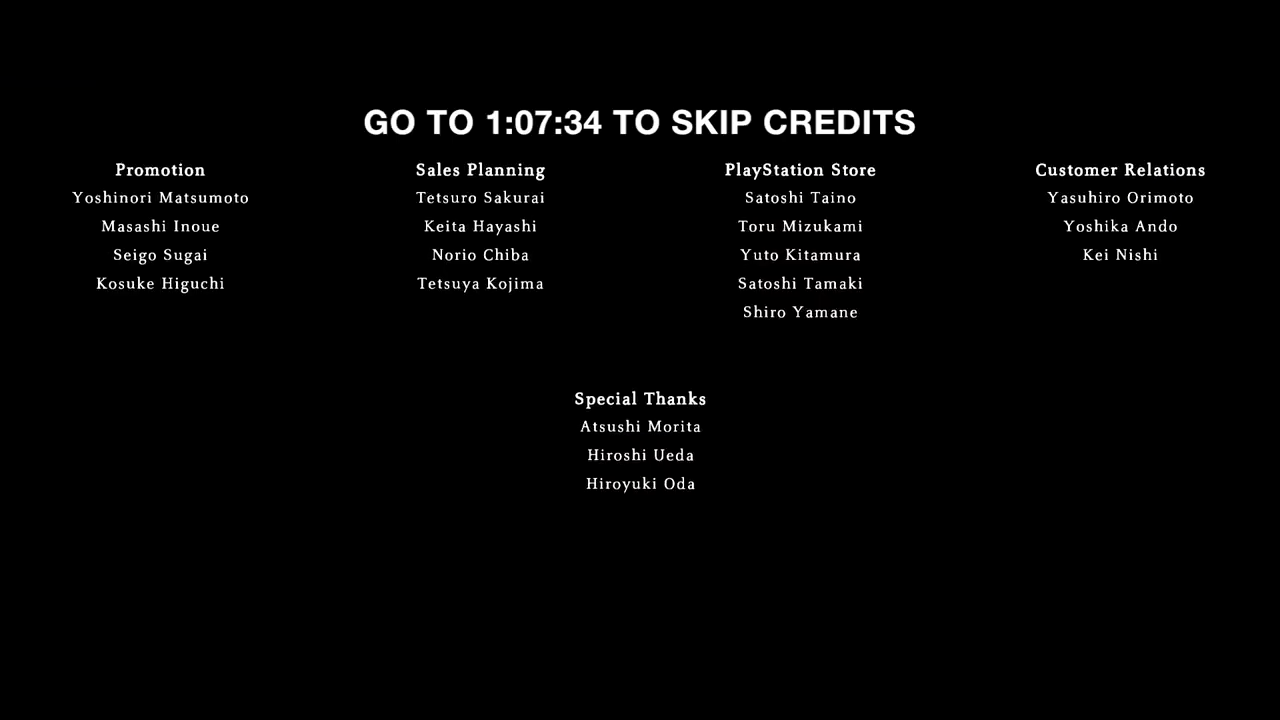 GO TO 1:07:34 TO SKIP CREDITS
Promotion
Yoshinori Matsumoto
Masashi Inoue
Seigo Sugai
Kosuke Higuchi
Sales Planning
Tetsuro Sakurai
Keita Hayashi
Norio Chiba
Tetsuya Kojima
PlayStation Store
Satoshi Taino
Toru Mizukami
Yuto Kitamura
Satoshi Tamaki
Shiro Yamane
Customer Relations
Yasuhiro Orimoto
Yoshika Ando
Kei Nishi
Special Thanks
Atsushi Morita
Hiroshi Ueda
Hiroyuki Oda